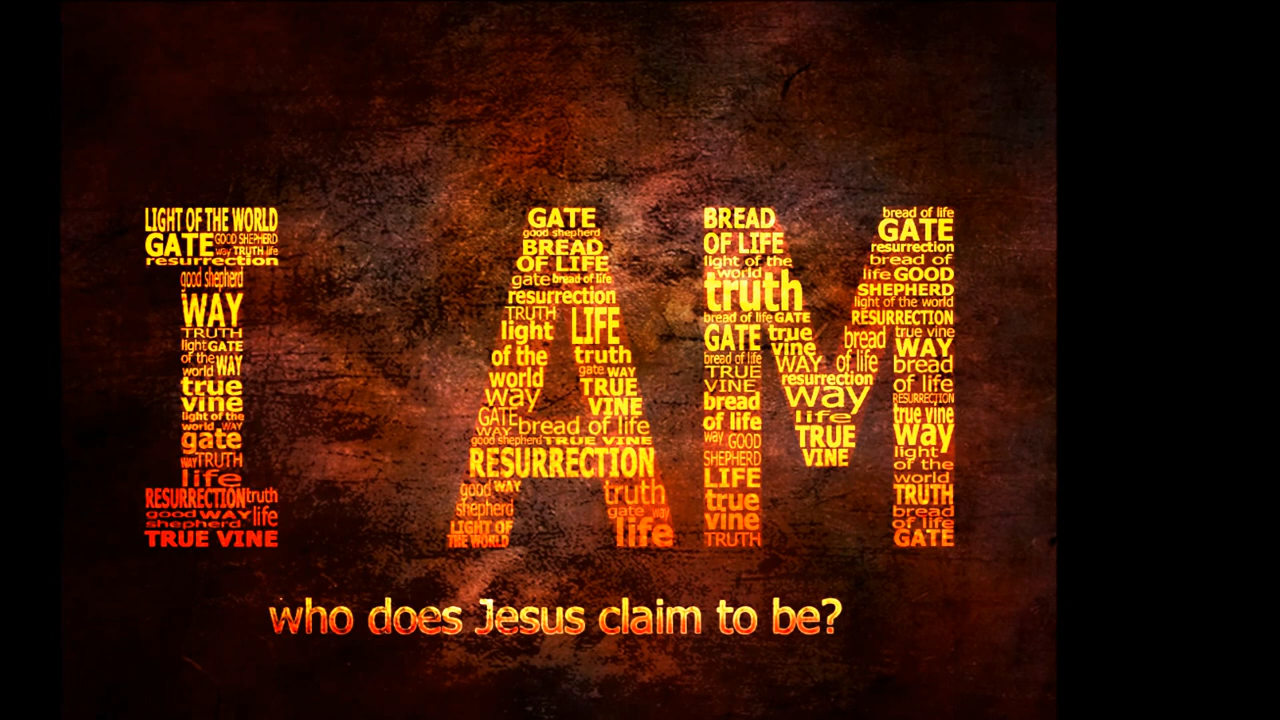 LIGHT OF THE WORLD
GATE GOOD SHEPHERD
way TRUTH life
resurrection
good shepherd
WAY
TRUTH
light GATE
of the WAY
world
true
vine
light of the
world WAY
gate
WAY TRUTH
life
RESURRECTION truth
good WAY life
shepherd
TRUE VINE
GATE
good shepherd
BREAD
OF LIFE
gate bread of life
resurrection
TRUTH LIFE
light
of the truth
gate WAY
world TRUE
way VINE
GATE
WAY bread of life
good shepherd TRUE VINE
RESURRECTION
good WAY truth
shepherd gate way
LIGHT OF life
THE WORLD
BREAD
OF LIFE
light of the
world
truth
bread of life GATE
GATE true
vine
bread of life WAY
TRUE resurrection
VINE way
bread life
of life TRUE
way GOOD VINE
SHEPHERD
LIFE
true
vine
TRUTH
bread of life
GATE
resurrection
bread of
life GOOD
SHEPHERD
light of the world
RESURRECTION
bread true vine
of life WAY
bread
of life
RESURRECTION
true vine
way
light
of the
world
TRUTH
bread
of life
GATE
who does Jesus claim to be?